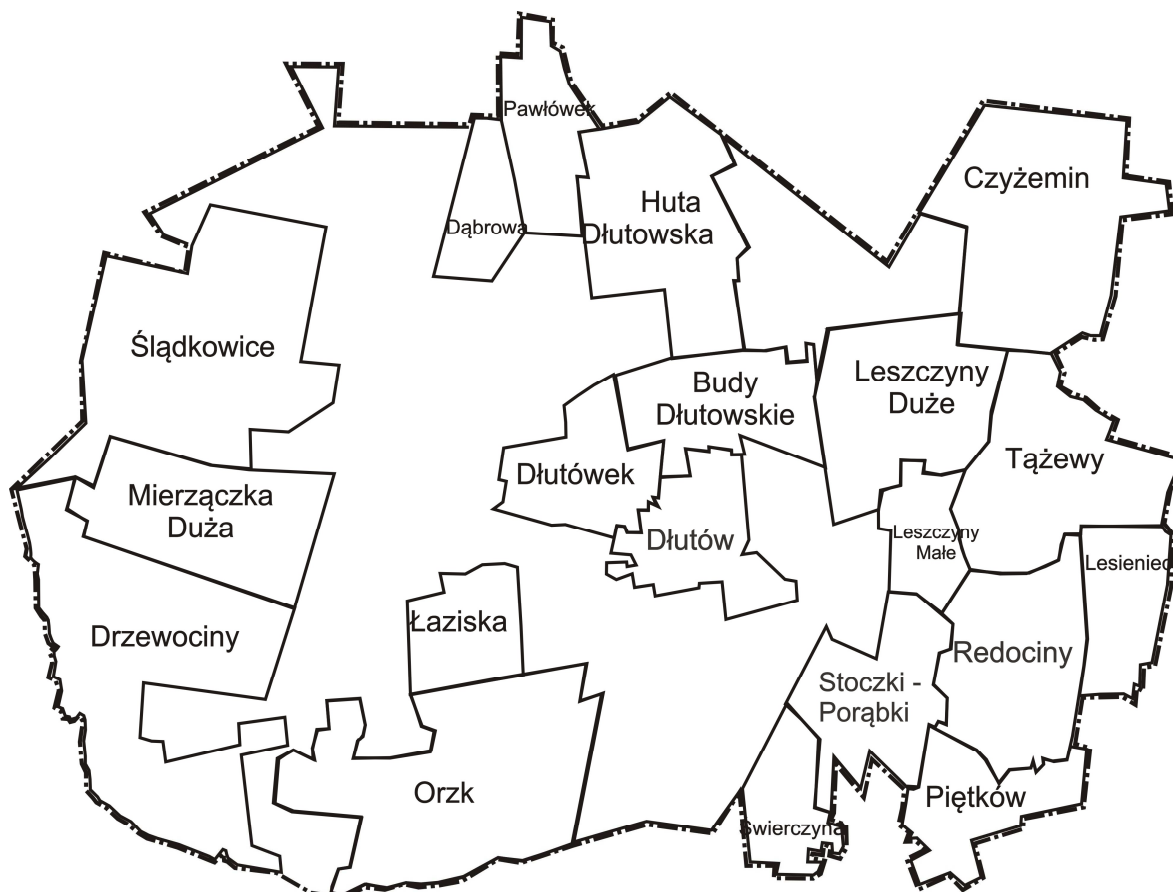 Pawłówek
Czyżemin
Huta
Dłutowska
Dąbrowa
Ślądkowice
Leszczyny
Duże
Budy
Dłutowskie
Tążewy
Dłutówek
Mierzączka
Duża
Dłutów
Leszczyny
Małe
Lesieniec
Łaziska
Drzewociny
Redociny
Stoczki -
Porąbki
Orzk
Piętków
Świerczyna